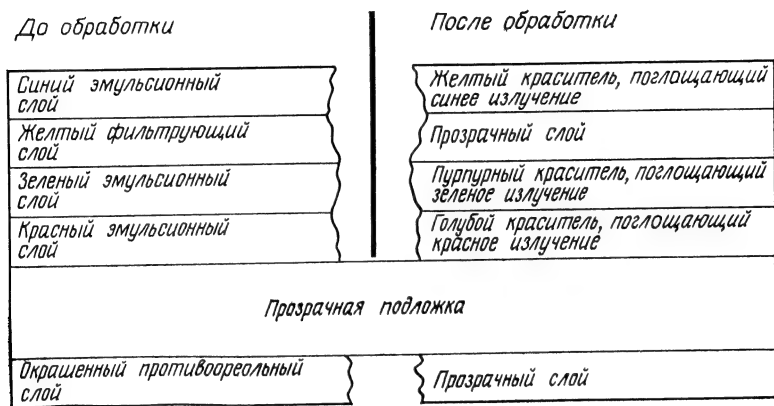 До обработки
После обработки
Синий эмульсионный
слой
Желтый краситель, поглощающий
синее излучение
Желтый фильтрующий
слой
Прозрачный слой
Зеленый эмульсионный
слой
Пурпурный краситель, поглощающий
зеленое излучение
Красный эмульсионный
слой
Голубой краситель, поглощающий
красное излучение
Прозрачная подложка
Окрашенный противоореольный
слой
Прозрачный слой